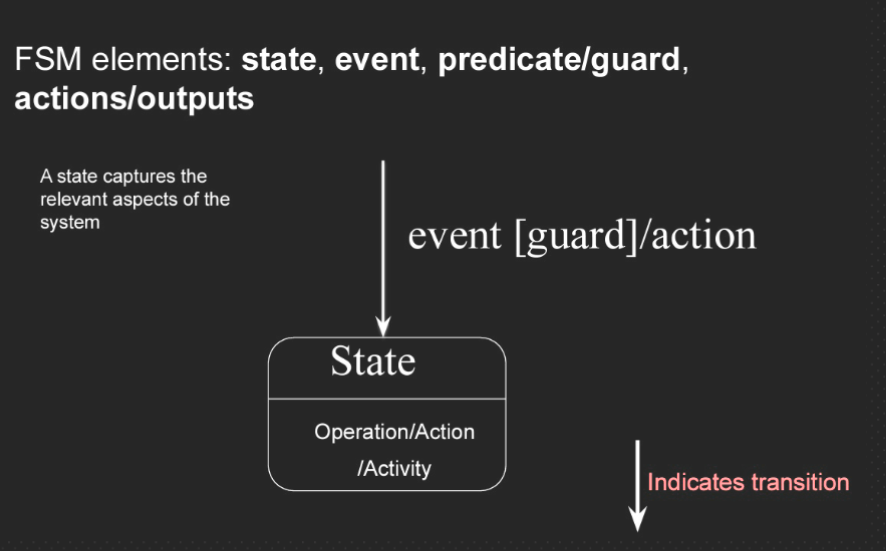 FSM elements: state, event, predicate/guard,
actions/outputs
A state captures the
relevant aspects of the
system
event [guard]/action
State
Operation/Action
/Activity
Indicates transition